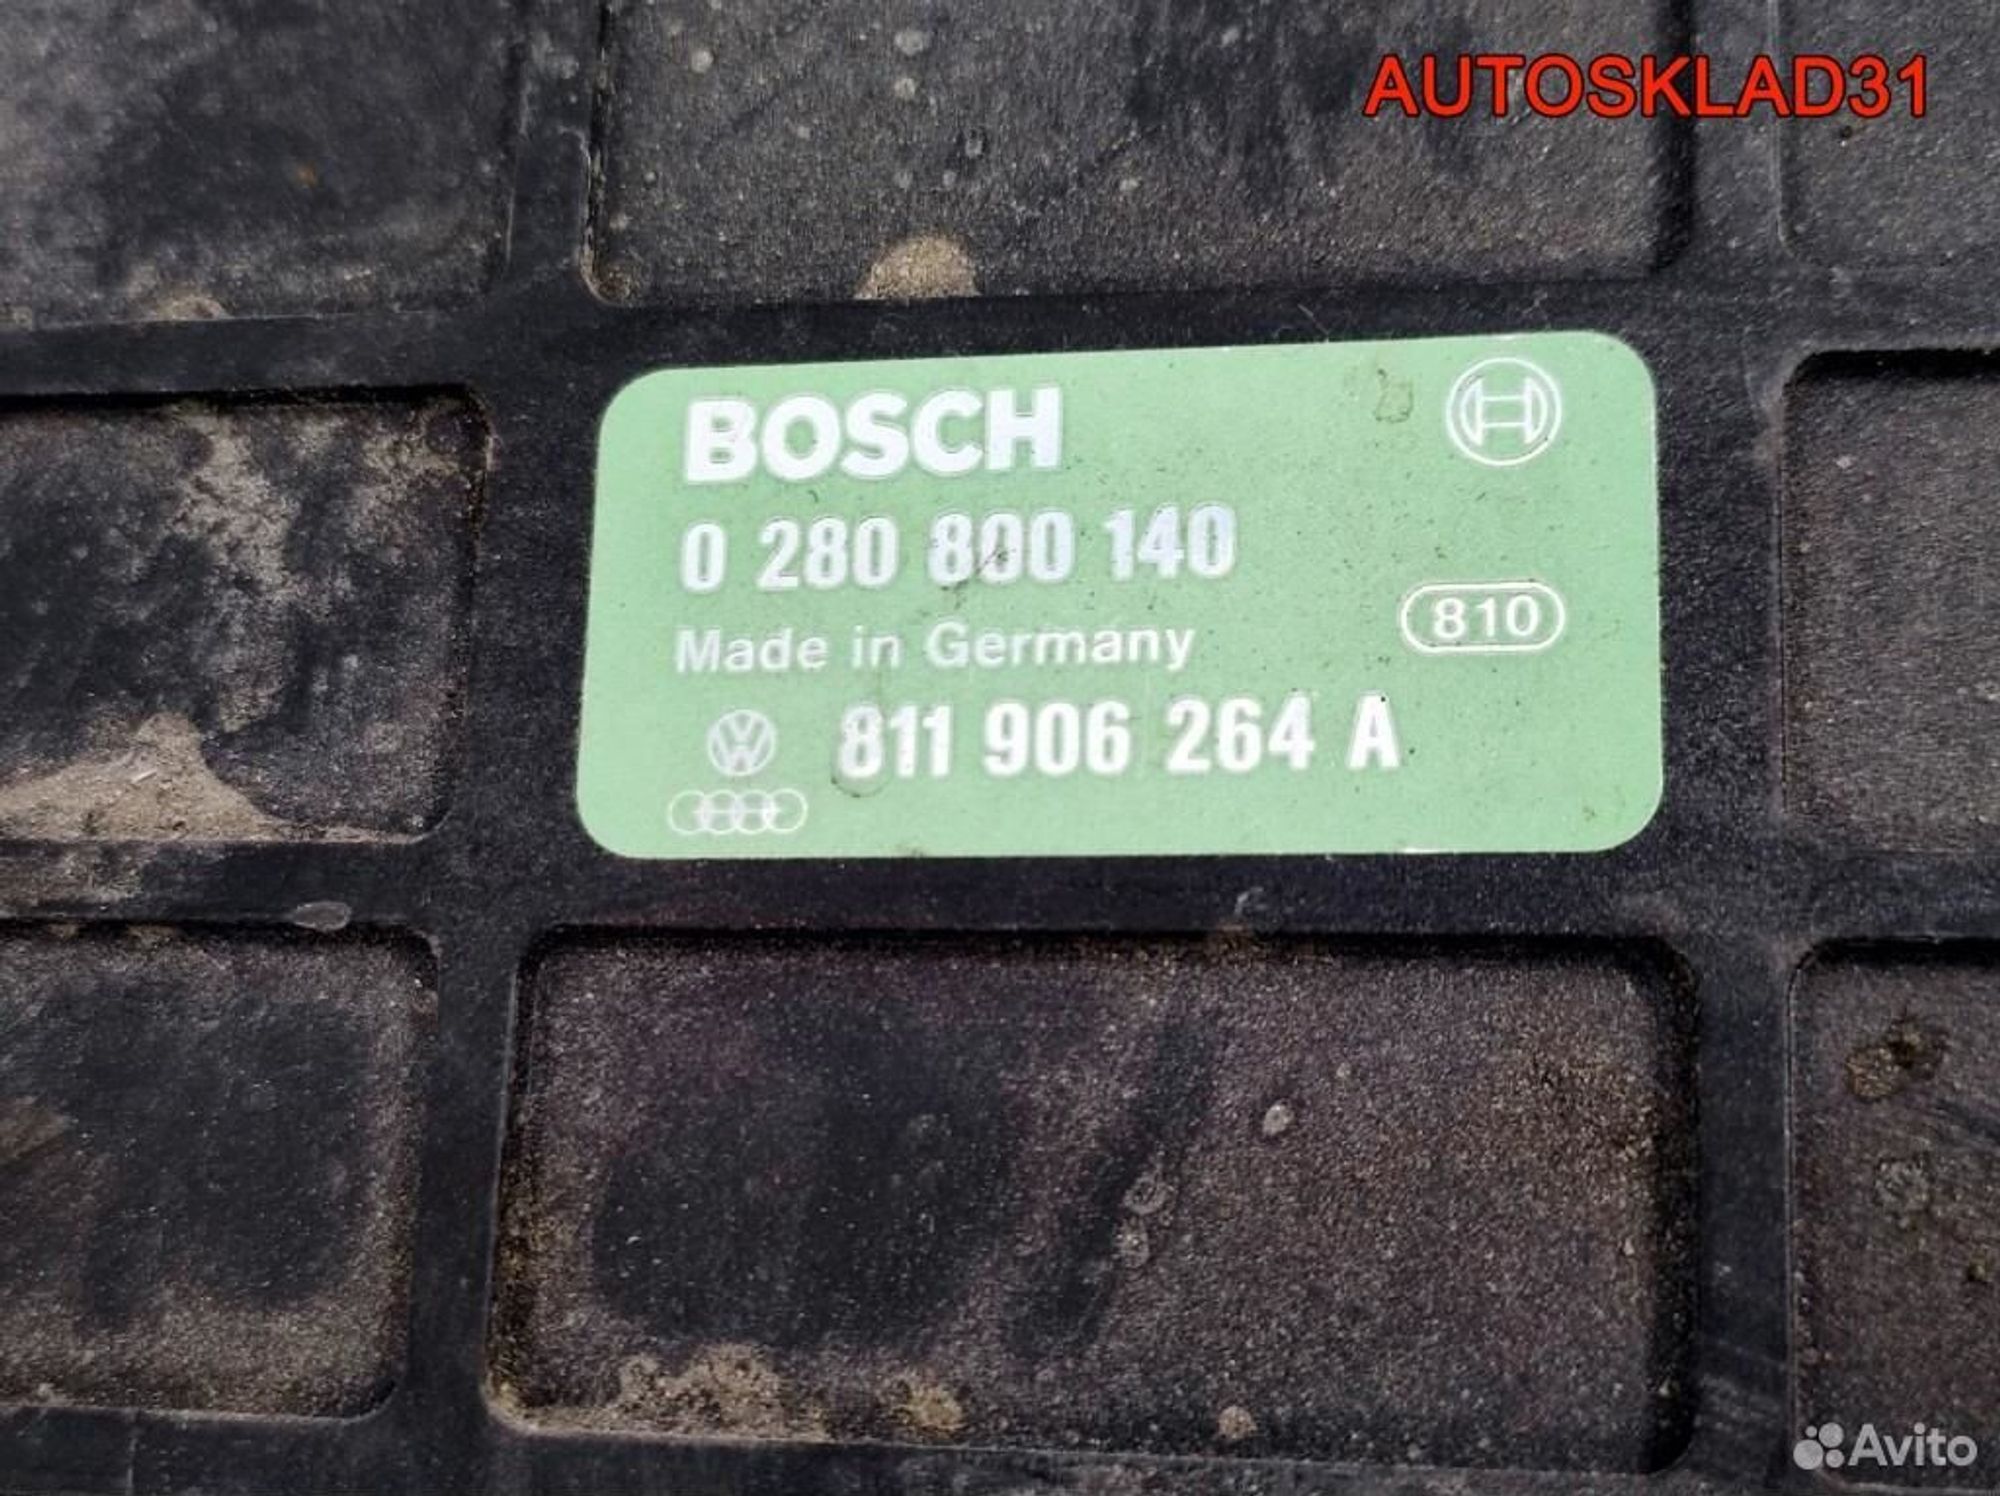 AUTOSKLAD31
BOSCH
0 280 800 140
Made in Germany
810
811 906 264 A
Avito